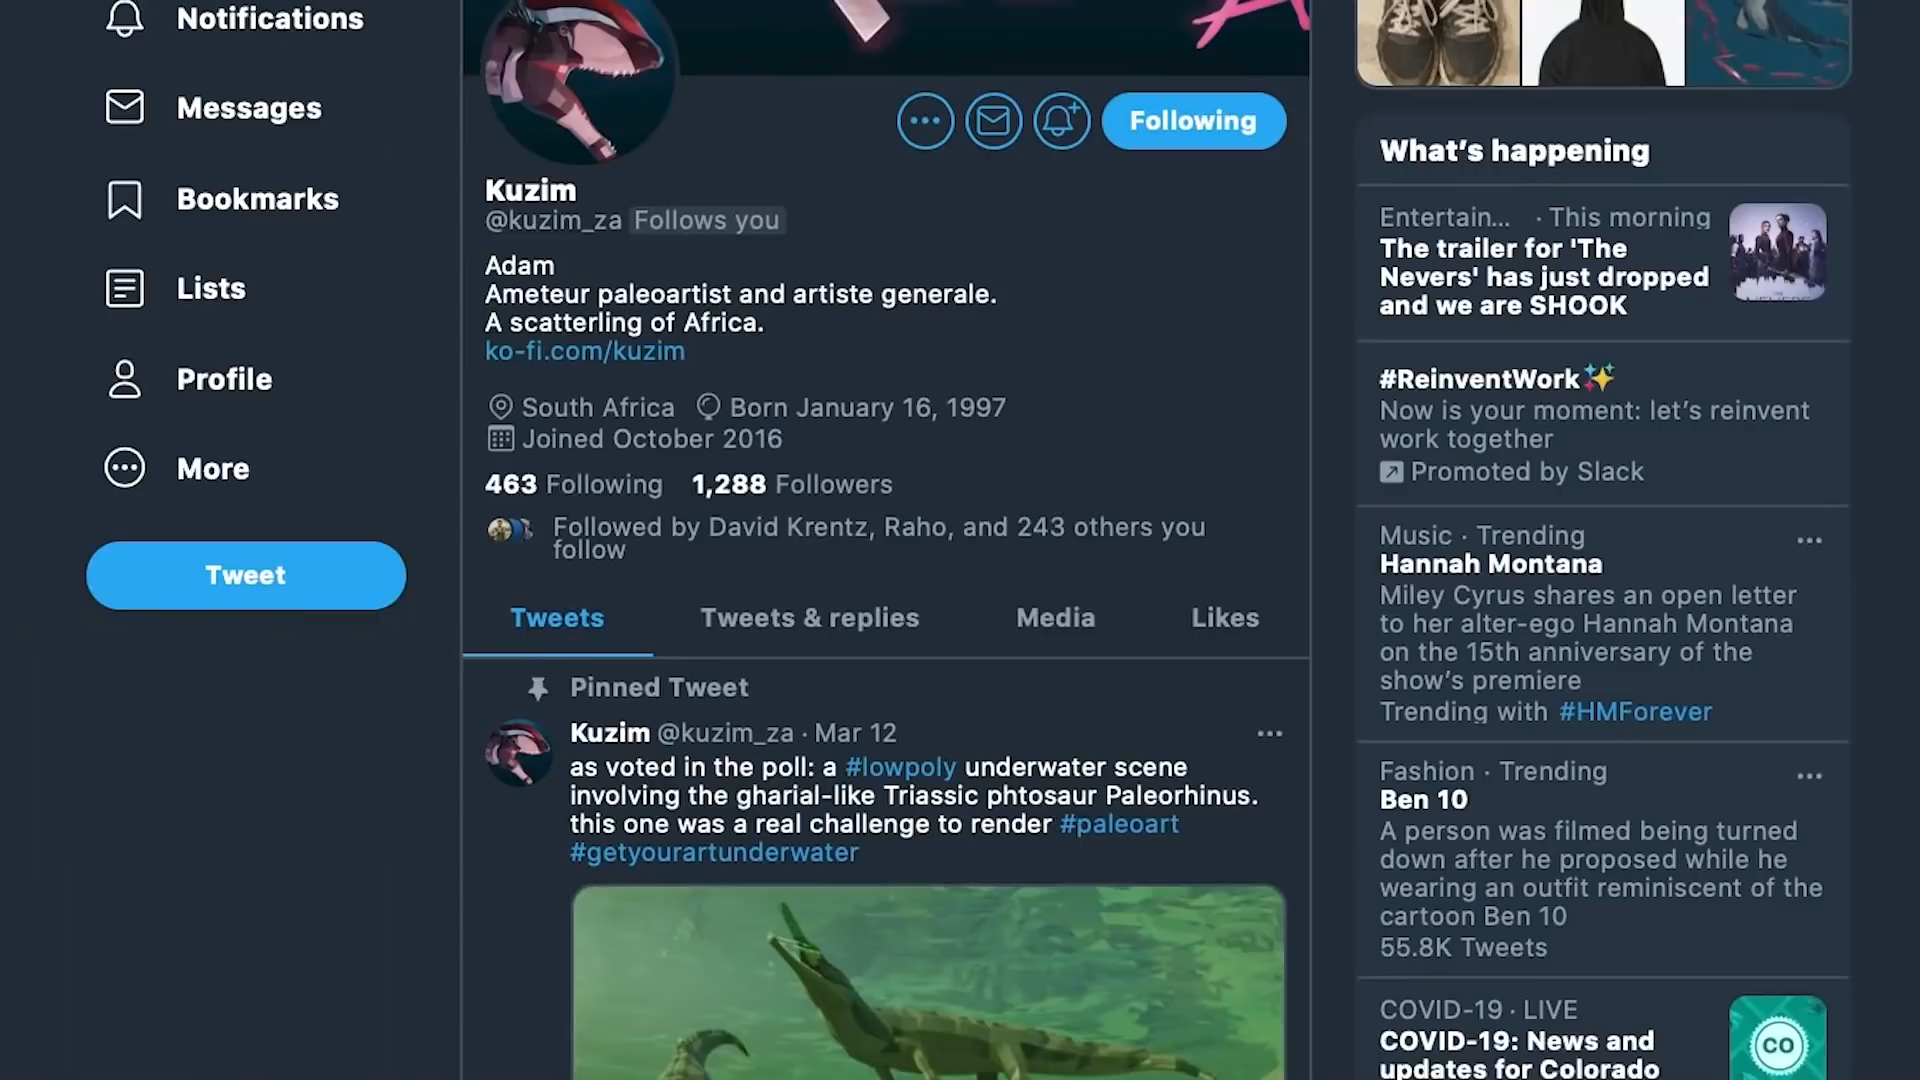 Notifications
Messages
Bookmarks
Lists
Profile
More
Tweet
Following
Kuzim
@kuzim_za Follows you
Adam
Ameteur paleoartist and artiste generale.
A scatterling of Africa.
ko-fi.com/kuzim
South Africa Born January 16, 1997
Joined October 2016
463 Following 1,288 Followers
Followed by David Krentz, Raho, and 243 others you
follow
Tweets Tweets & replies Media Likes
Pinned Tweet
Kuzim @kuzim_za · Mar 12
as voted in the poll: a #lowpoly underwater scene
involving the gharial-like Triassic phtosaur Paleorhinus.
this one was a real challenge to render #paleoart
#getyourartunderwater
What's happening
Entertain... · This morning
The trailer for 'The
Nevers' has just dropped
and we are SHOOK
#ReinventWork✨
Now is your moment: let's reinvent
work together
Promoted by Slack
Music · Trending
Hannah Montana
Miley Cyrus shares an open letter
to her alter-ego Hannah Montana
on the 15th anniversary of the
show's premiere
Trending with #HMForever
Fashion · Trending
Ben 10
A person was filmed being turned
down after he proposed while he
wearing an outfit reminiscent of the
cartoon Ben 10
55.8K Tweets
COVID-19 · LIVE
COVID-19: News and
updates for Colorado
CO